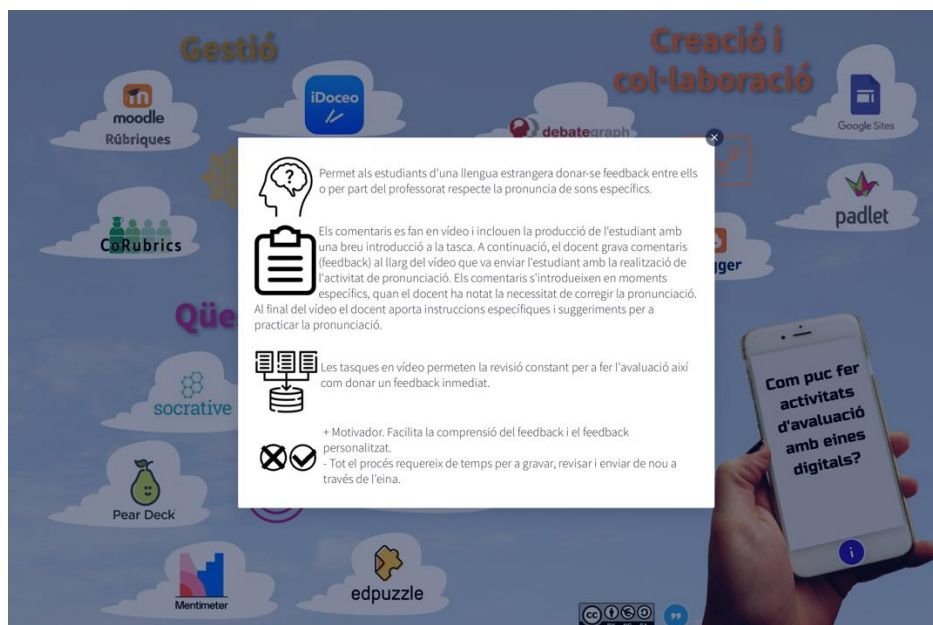 Gestió
Creació i
col·laboració
moodle
Rúbriques
iDoceo
debategraph
Google Sites
CoRubrics
padlet
gger
Permet als estudiants d'una llengua estrangera donar-se feedback entre ells
o per part del professorat respecte la pronuncia de sons específics.
Els comentaris es fan en vídeo i inclouen la producció de l'estudiant amb
una breu introducció a la tasca. A continuació, el docent grava comentaris
(feedback) al llarg del vídeo que va enviar l'estudiant amb la realització de
l'activitat de pronunciació. Els comentaris s'introdueixen en moments
específics, quan el docent ha notat la necessitat de corregir la pronunciació.
Al final del vídeo el docent aporta instruccions específiques i suggeriments per a
practicar la pronunciació.
Les tasques en vídeo permeten la revisió constant per a fer l'avaluació així
com donar un feedback inmediat.
+ Motivador. Facilita la comprensió del feedback i el feedback
personalitzat.
- Tot el procés requereix de temps per a gravar, revisar i enviar de nou a
través de l'eina.
Qüe
socrative
Pear Deck
Mentimeter
edpuzzle
Com puc fer
activitats
d'avaluació
amb eines
digitals?
i